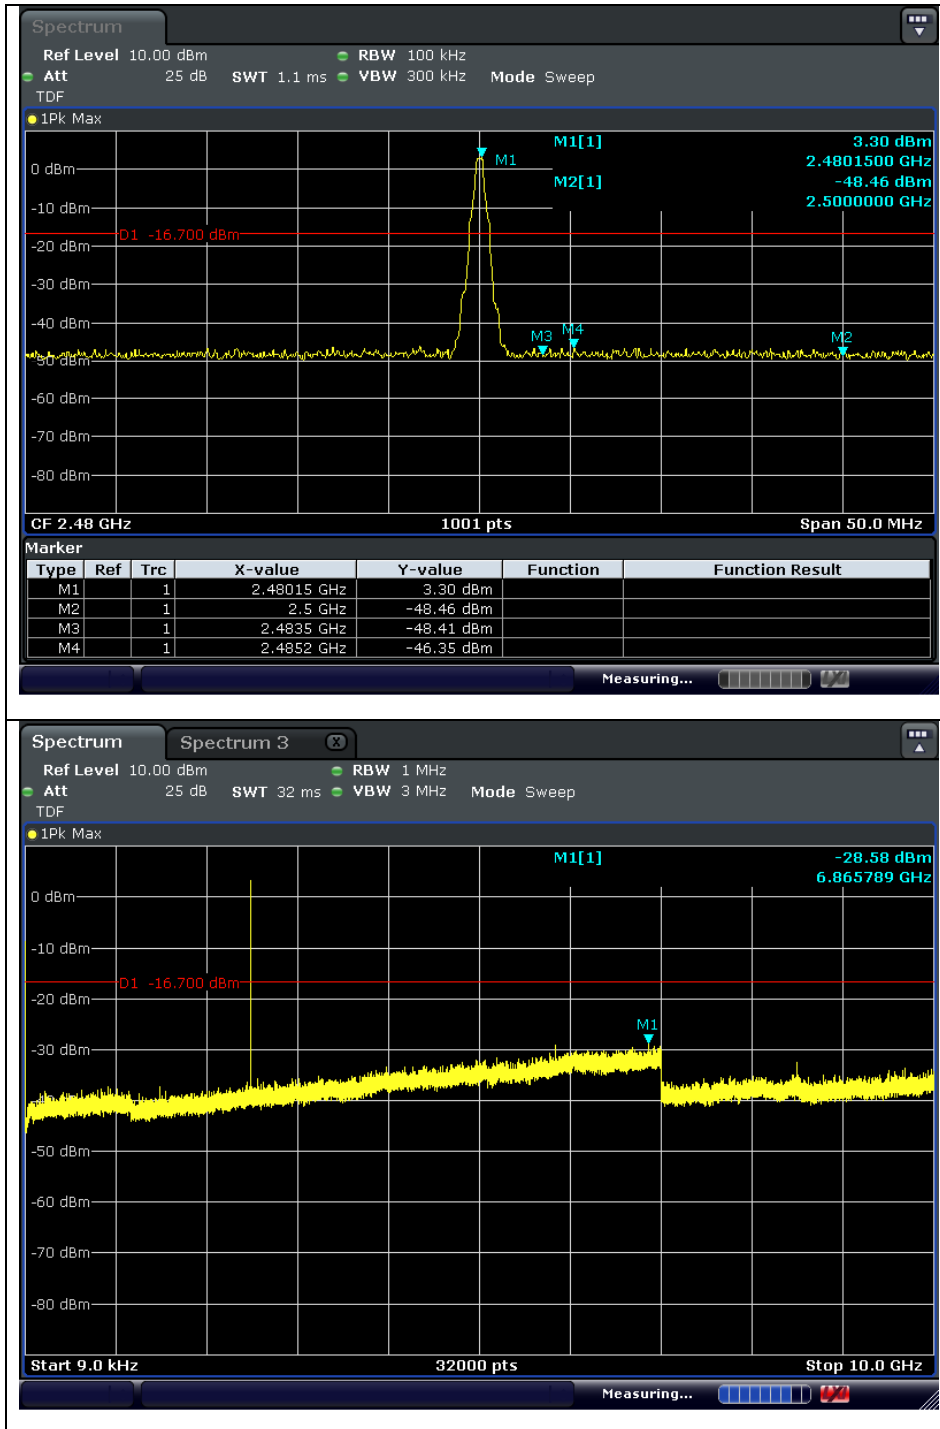 Spectrum
Ref Level 10.00 dBm RBW 100 kHz
Att 25 dB SWT 1.1 ms VBW 300 kHz Mode Sweep
TDF
1Pk Max
M1[1] 3.30 dBm
2.4801500 GHz
M2[1] -48.46 dBm
2.5000000 GHz
M1
0 dBm
-10 dBm
D1 -16.700 dBm
-20 dBm
-30 dBm
-40 dBm
M3 M4 M2
-50 dBm
-60 dBm
-70 dBm
-80 dBm
CF 2.48 GHz 1001 pts Span 50.0 MHz
Marker
Type Ref Trc X-value Y-value Function Function Result
M1 1 2.48015 GHz 3.30 dBm
M2 1 2.5 GHz -48.46 dBm
M3 1 2.4835 GHz -48.41 dBm
M4 1 2.4852 GHz -46.35 dBm
Measuring...
Spectrum Spectrum 3 X
Ref Level 10.00 dBm RBW 1 MHz
Att 25 dB SWT 32 ms VBW 3 MHz Mode Sweep
TDF
1Pk Max
M1[1] -28.58 dBm
6.865789 GHz
0 dBm
-10 dBm
D1 -16.700 dBm
-20 dBm
M1
-30 dBm
-50 dBm
-60 dBm
-70 dBm
-80 dBm
Start 9.0 kHz 32000 pts Stop 10.0 GHz
Measuring...